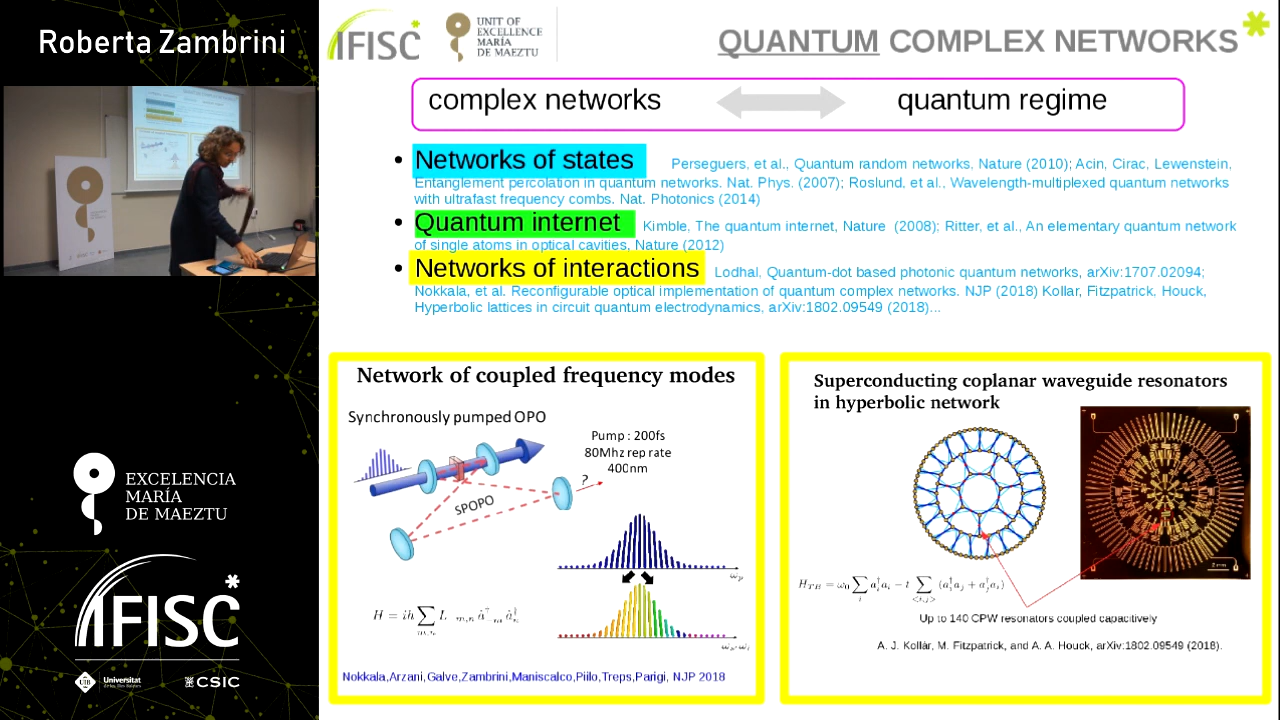 Roberta Zambrini
IFISC
UNIT OF
EXCELLENCE
MARÍA
DE MAEZTU
QUANTUM COMPLEX NETWORKS
complex networks
quantum regime
• Networks of states Perseguers, et al., Quantum random networks, Nature (2010); Acin, Cirac, Lewenstein,
Entanglement percolation in quantum networks. Nat. Phys. (2007); Roslund, et al., Wavelength-multiplexed quantum networks
with ultrafast frequency combs. Nat. Photonics (2014)
• Quantum internet Kimble, The quantum internet, Nature (2008); Ritter, et al., An elementary quantum network
of single atoms in optical cavities, Nature (2012)
• Networks of interactions Lodhal, Quantum-dot based photonic quantum networks, arXiv:1707.02094;
Nokkala, et al. Reconfigurable optical implementation of quantum complex networks. NJP (2018) Kollar, Fitzpatrick, Houck,
Hyperbolic lattices in circuit quantum electrodynamics, arXiv:1802.09549 (2018)...
Network of coupled frequency modes
Synchronously pumped OPO
Pump : 200fs
80Mhz rep rate
400nm
?
SPOPO
Nokkala,Arzani,Galve,Zambrini,Maniscalco,Piilo,Treps,Parigi, NJP 2018
Superconducting coplanar waveguide resonators
in hyperbolic network
2 mm
Up to 140 CPW resonators coupled capacitively
A. J. Kollár, M. Fitzpatrick, and A. A. Houck, arXiv:1802.09549 (2018).
EXCELENCIA
MARÍA
DE MAEZTU
IFISC
UIB
Universitat
de les Illes Balears
CSIC